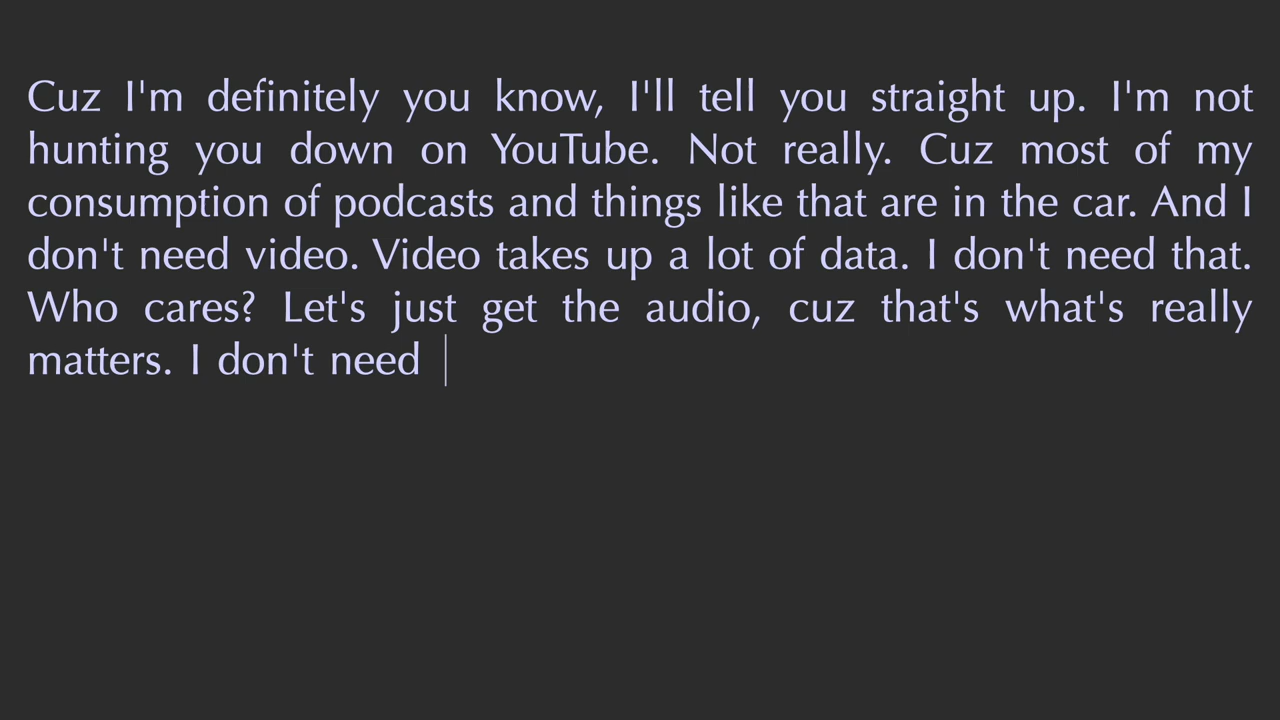 Cuz I'm definitely you know, I'll tell you straight up. I'm not
hunting you down on YouTube. Not really. Cuz most of my
consumption of podcasts and things like that are in the car. And I
don't need video. Video takes up a lot of data. I don't need that.
Who cares? Let's just get the audio, cuz that's what's really
matters. I don't need